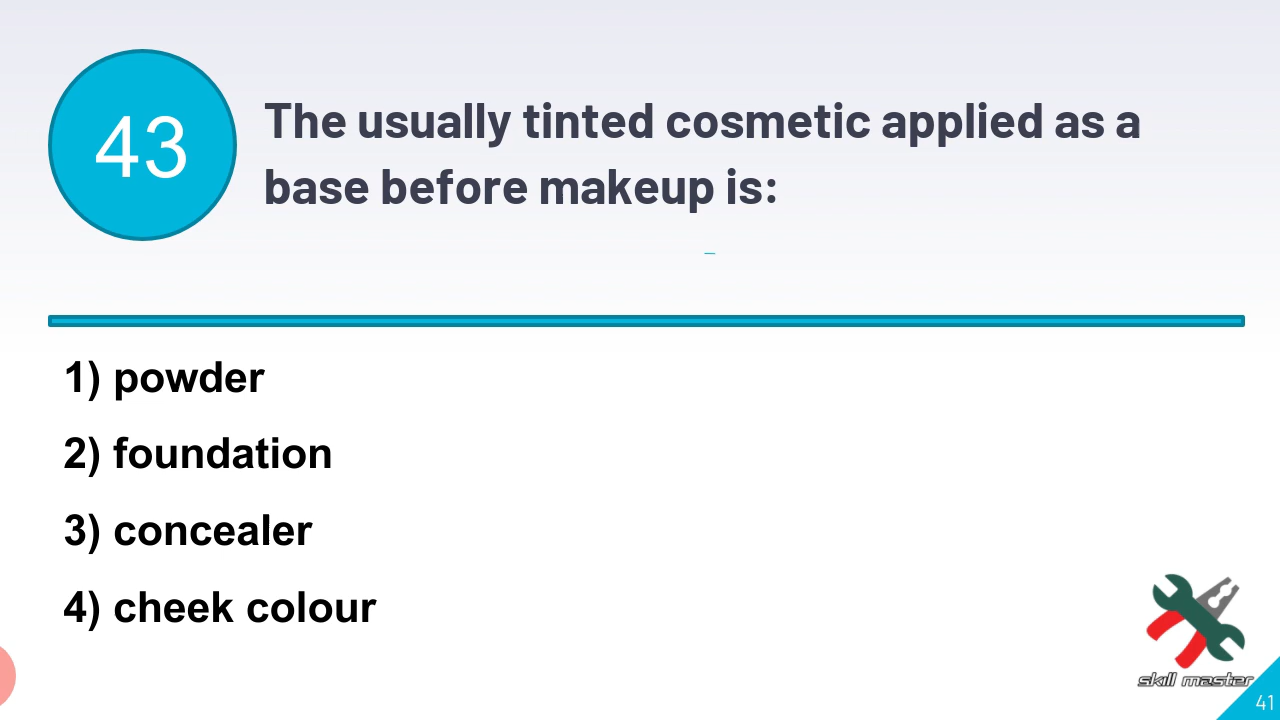 43
The usually tinted cosmetic applied as a
base before makeup is:
1) powder
2) foundation
3) concealer
4) cheek colour
skill master
41